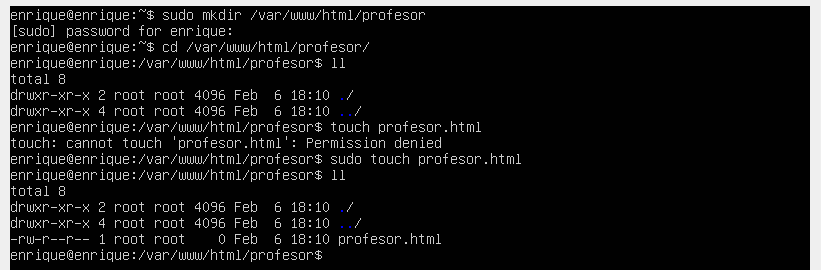 enrique@enrique:~$ sudo mkdir /var/www/html/profesor
[sudo] password for enrique:
enrique@enrique:~$ cd /var/www/html/profesor/
enrique@enrique:/var/www/html/profesor$ ll
total 8
drwxr-xr-x 2 root root 4096 Feb  6 18:10 ./
drwxr-xr-x 4 root root 4096 Feb  6 18:10 ../
enrique@enrique:/var/www/html/profesor$ touch profesor.html
touch: cannot touch 'profesor.html': Permission denied
enrique@enrique:/var/www/html/profesor$ sudo touch profesor.html
enrique@enrique:/var/www/html/profesor$ ll
total 8
drwxr-xr-x 2 root root 4096 Feb  6 18:10 ./
drwxr-xr-x 4 root root 4096 Feb  6 18:10 ../
-rw-r--r-- 1 root root    0 Feb  6 18:10 profesor.html
enrique@enrique:/var/www/html/profesor$